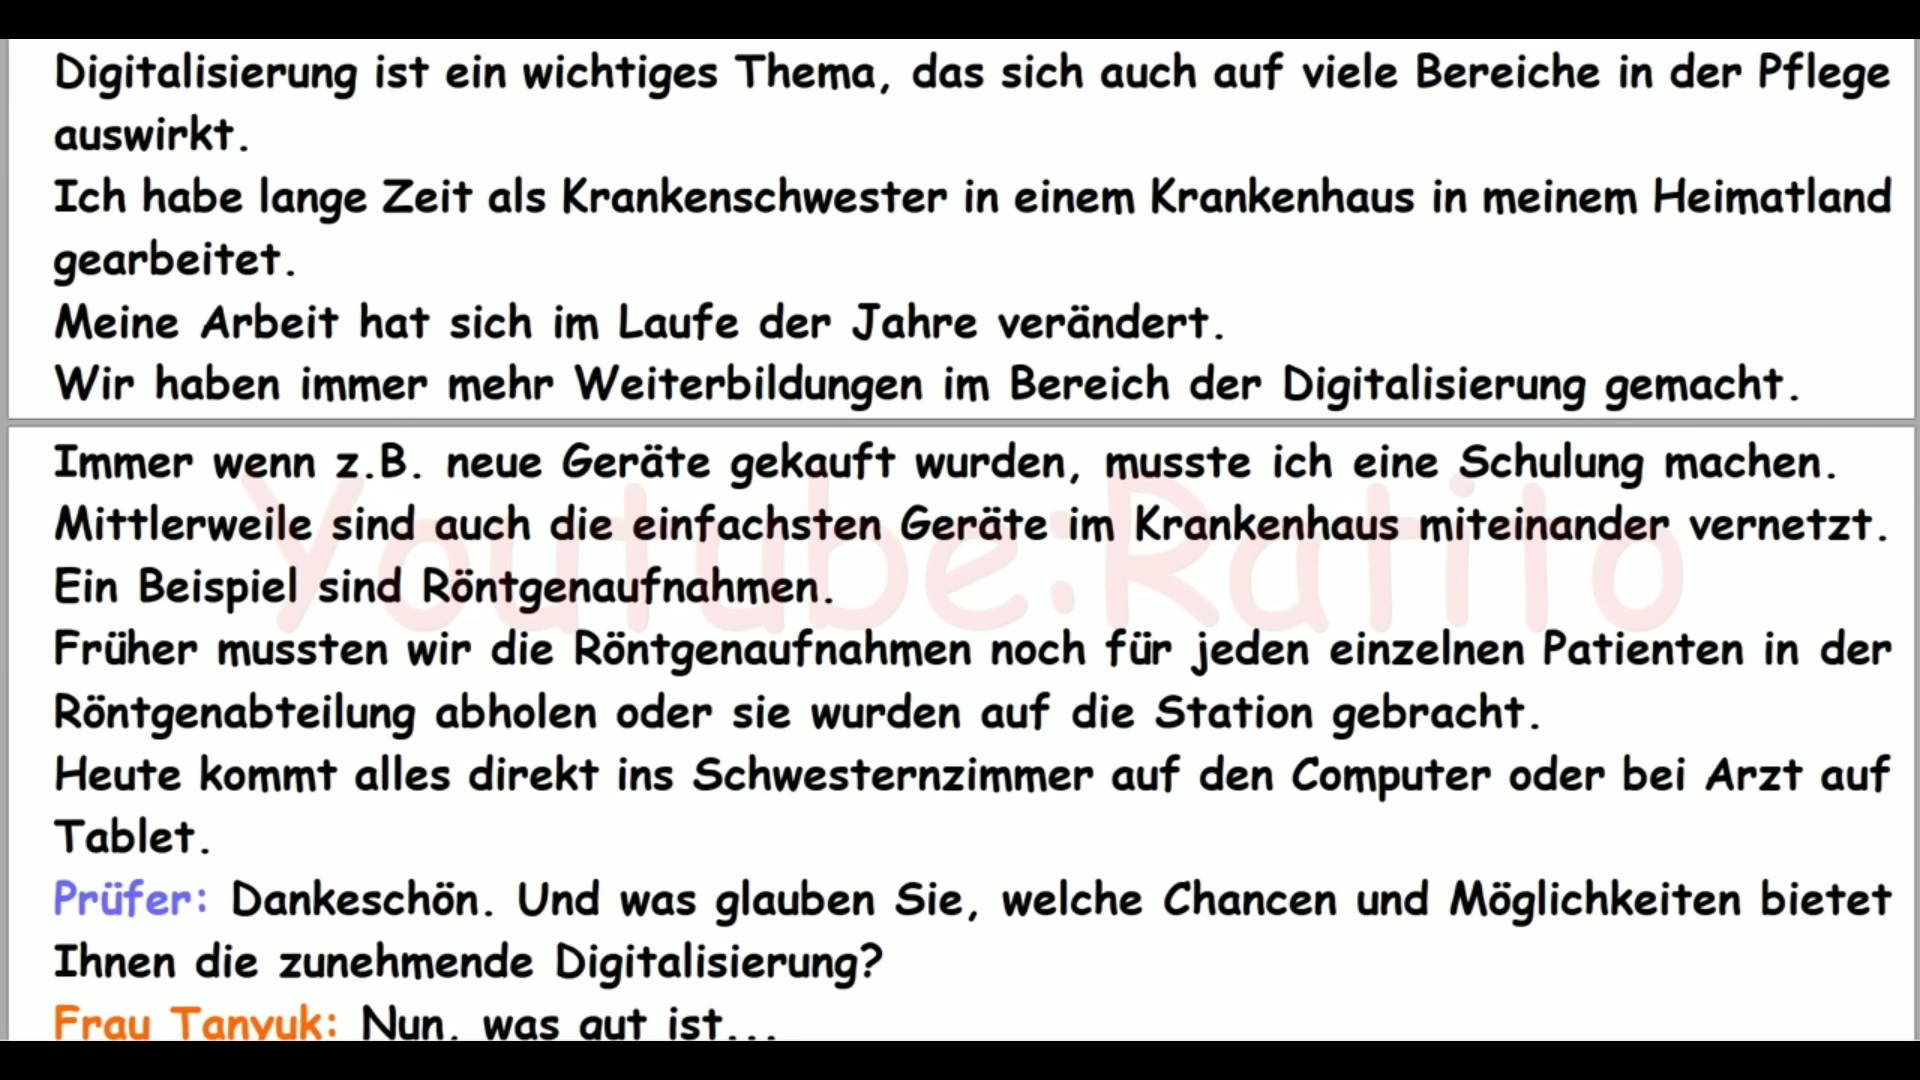 Digitalisierung ist ein wichtiges Thema, das sich auch auf viele Bereiche in der Pflege
auswirkt.
Ich habe lange Zeit als Krankenschwester in einem Krankenhaus in meinem Heimatland
gearbeitet.
Meine Arbeit hat sich im Laufe der Jahre verändert.
Wir haben immer mehr Weiterbildungen im Bereich der Digitalisierung gemacht.
Immer wenn z.B. neue Geräte gekauft wurden, musste ich eine Schulung machen.
Mittlerweile sind auch die einfachsten Geräte im Krankenhaus miteinander vernetzt.
Youtube:Ratito
Ein Beispiel sind Röntgenaufnahmen.
Früher mussten wir die Röntgenaufnahmen noch für jeden einzelnen Patienten in der
Röntgenabteilung abholen oder sie wurden auf die Station gebracht.
Heute kommt alles direkt ins Schwesternzimmer auf den Computer oder bei Arzt auf
Tablet.
Prüfer: Dankeschön. Und was glauben Sie, welche Chancen und Möglichkeiten bietet
Ihnen die zunehmende Digitalisierung?
Frau Tanyuk: Nun, was gut ist...